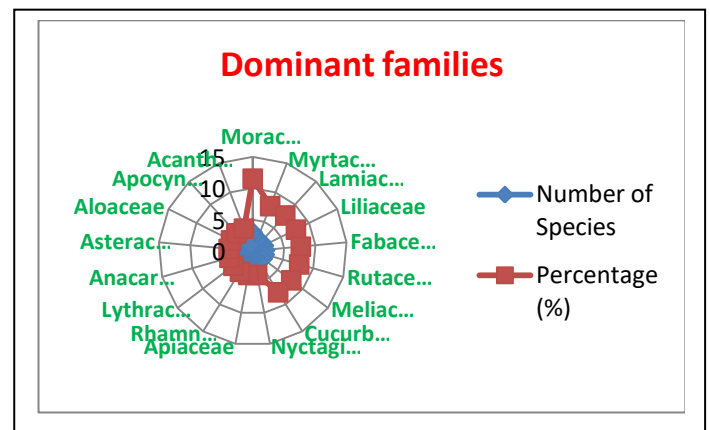 Dominant families
Morac...
Myrtac...
Lamiac...
Liliaceae
Fabace...
Rutace...
Meliac...
Cucurb...
Nyctagi...
Apiaceae
Rhamn...
Lythrac...
Anacar...
Asterac...
Aloaceae
Apocyn...
Acanth...
15
10
5
0
Number of
Species
Percentage
(%)